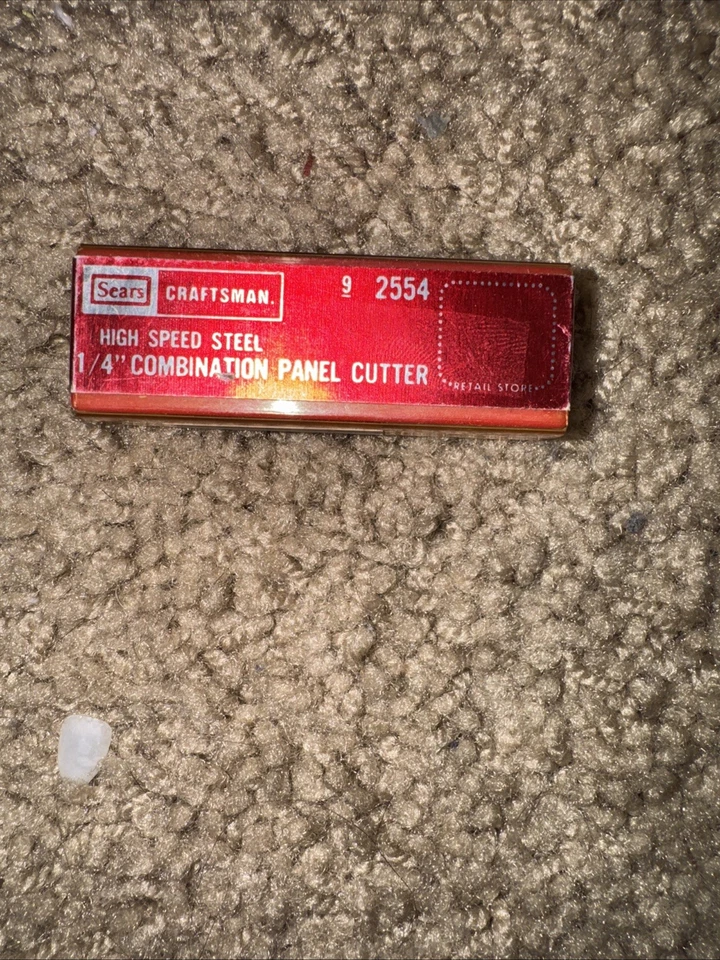 Sears CRAFTSMAN. 9 2554
HIGH SPEED STEEL
1/4" COMBINATION PANEL CUTTER
RETAIL STORE